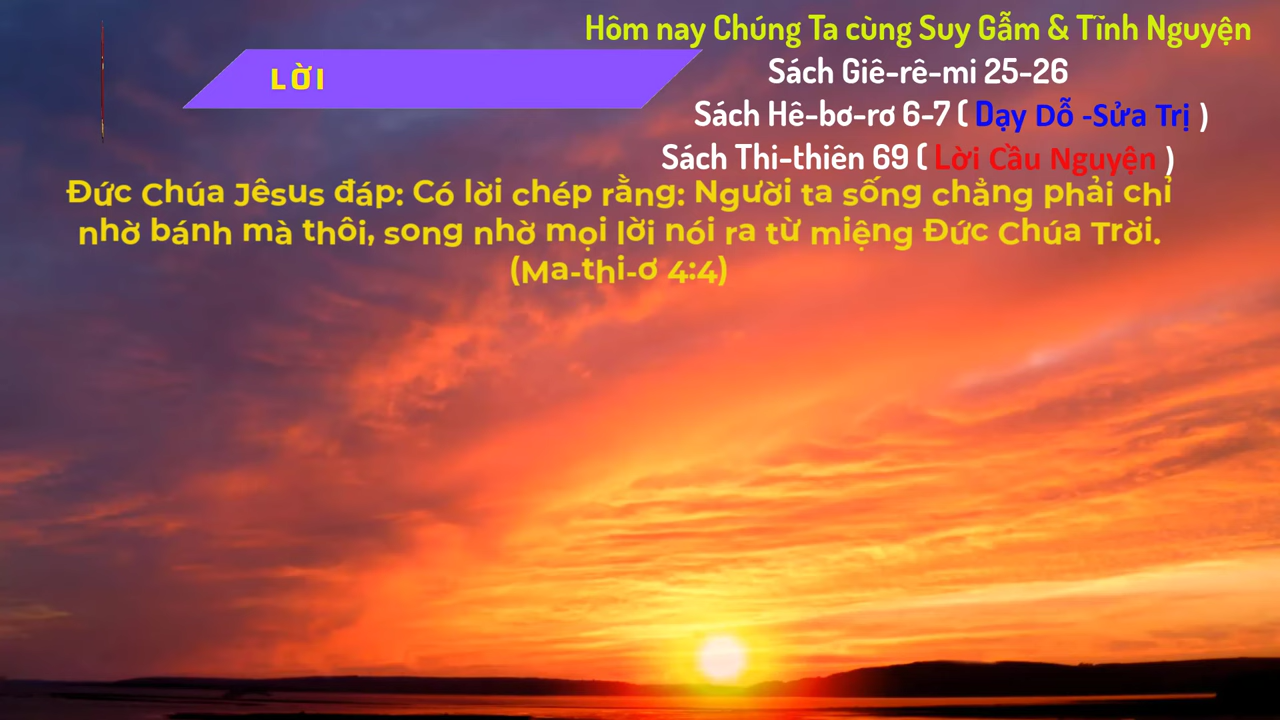 Hôm nay Chúng Ta cùng Suy Gẫm & Tĩnh Nguyện
LỜI
Sách Giê-rê-mi 25-26
Sách Hê-bơ-rơ 6-7 ( Dạy Dỗ -Sửa Trị )
Sách Thi-thiên 69 ( Lời Cầu Nguyện )
Đức Chúa Jêsus đáp: Có lời chép rằng: Người ta sống chẳng phải chỉ
nhờ bánh mà thôi, song nhờ mọi lời nói ra từ miệng Đức Chúa Trời.
(Ma-thi-ơ 4:4)